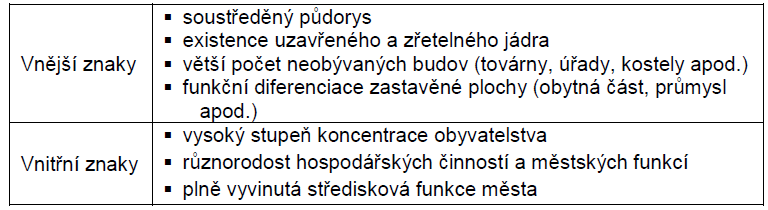 Vnější znaky
▪ soustředěný půdorys
▪ existence uzavřeného a zřetelného jádra
▪ větší počet neobývaných budov (továrny, úřady, kostely apod.)
▪ funkční diferenciace zastavěné plochy (obytná část, průmysl
apod.)
Vnitřní znaky
▪ vysoký stupeň koncentrace obyvatelstva
▪ různorodost hospodářských činností a městských funkcí
▪ plně vyvinutá středisková funkce města